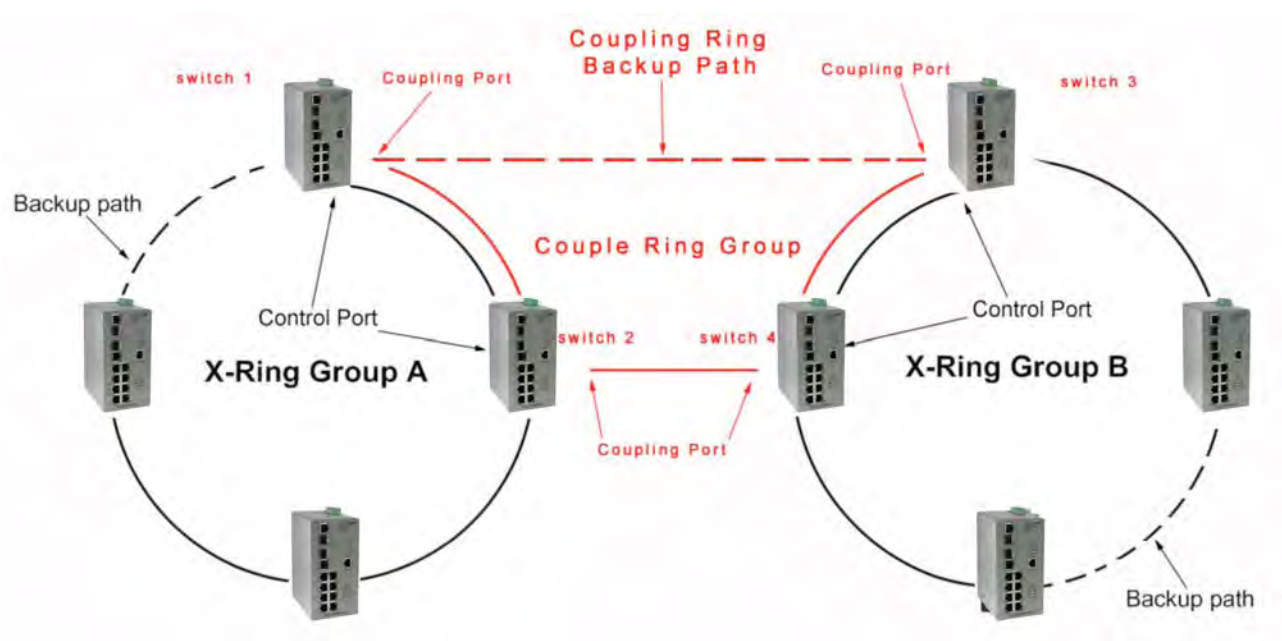 Coupling Ring
Backup Path
switch 1
Coupling Port
Coupling Port
switch 3
Backup path
Couple Ring Group
Control Port
Control Port
switch 2
switch 4
X-Ring Group A
X-Ring Group B
Coupling Port
Backup path